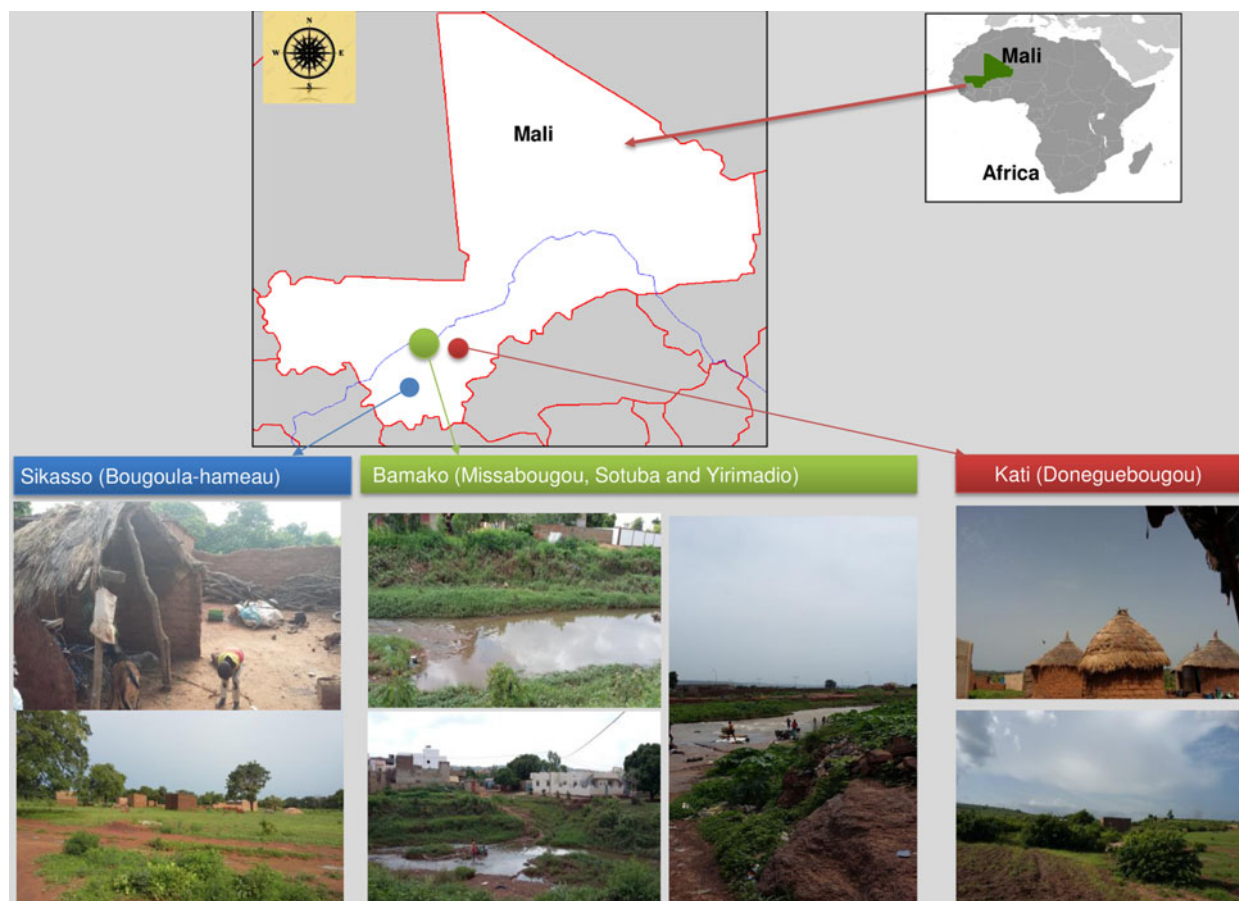 N
W
E
S
Mali
Mali
Africa
Sikasso (Bougoula-hameau)
Bamako (Missabougou, Sotuba and Yirimadio)
Kati (Doneguebougou)